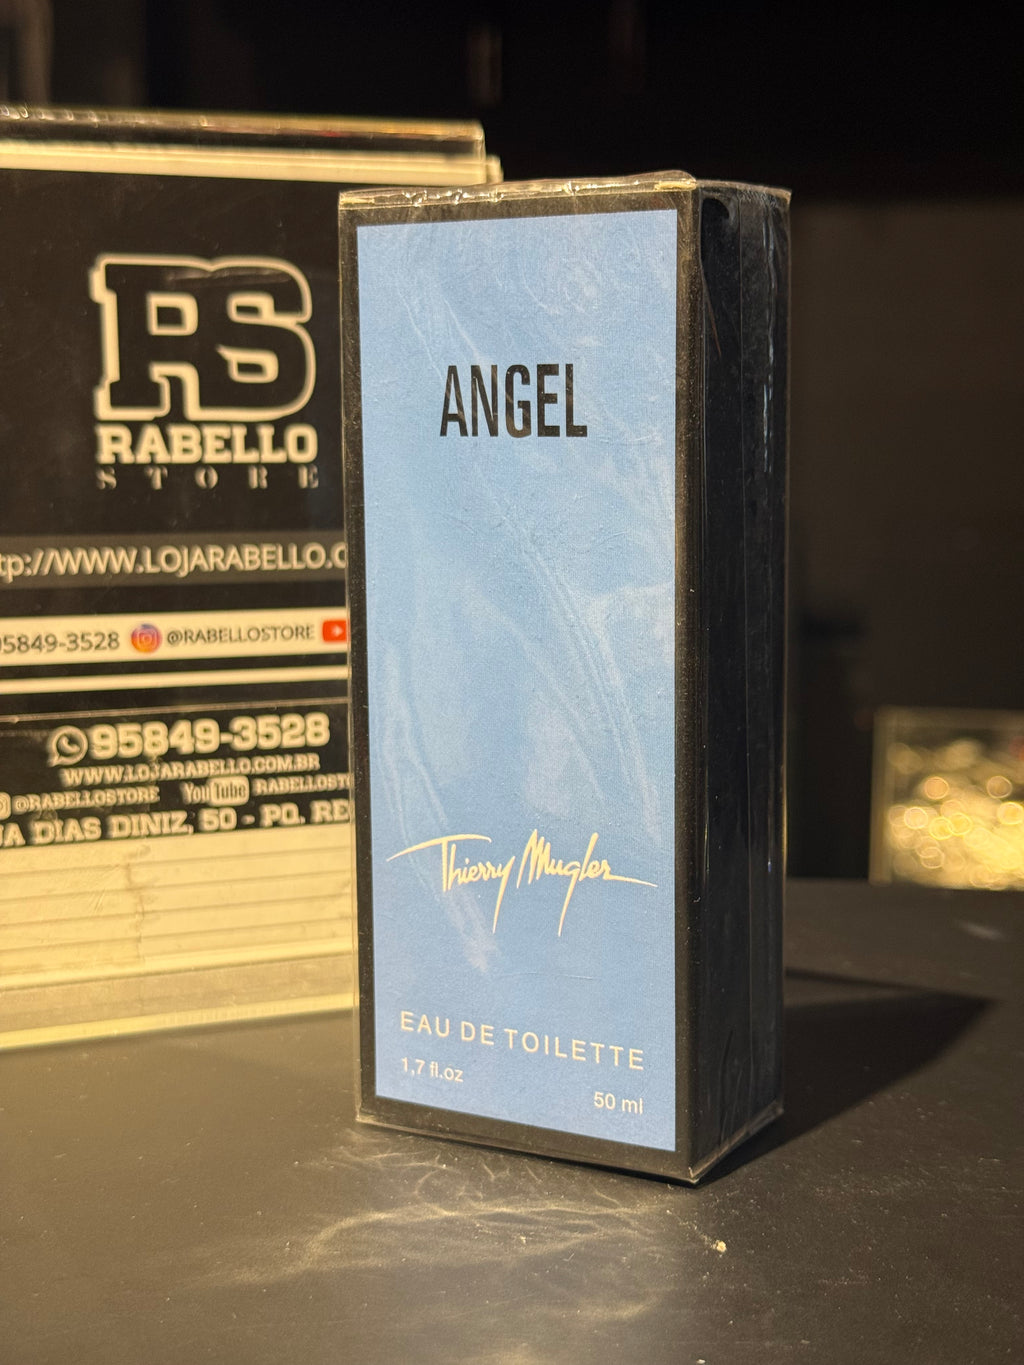 RS
RABELLO
STORE
tp://WWW.LOJARABELLO.C
95849-3528 @RABELLOSTORE
95849-3528
WWW.LOJARABELLO.COM.BR
@RABELLOSTORE YouTube RABELLOST
DIAS DINIZ, 50 - PQ. RE
ANGEL
Thierry Mugler
EAU DE TOILETTE
1,7 fl.oz
50 ml